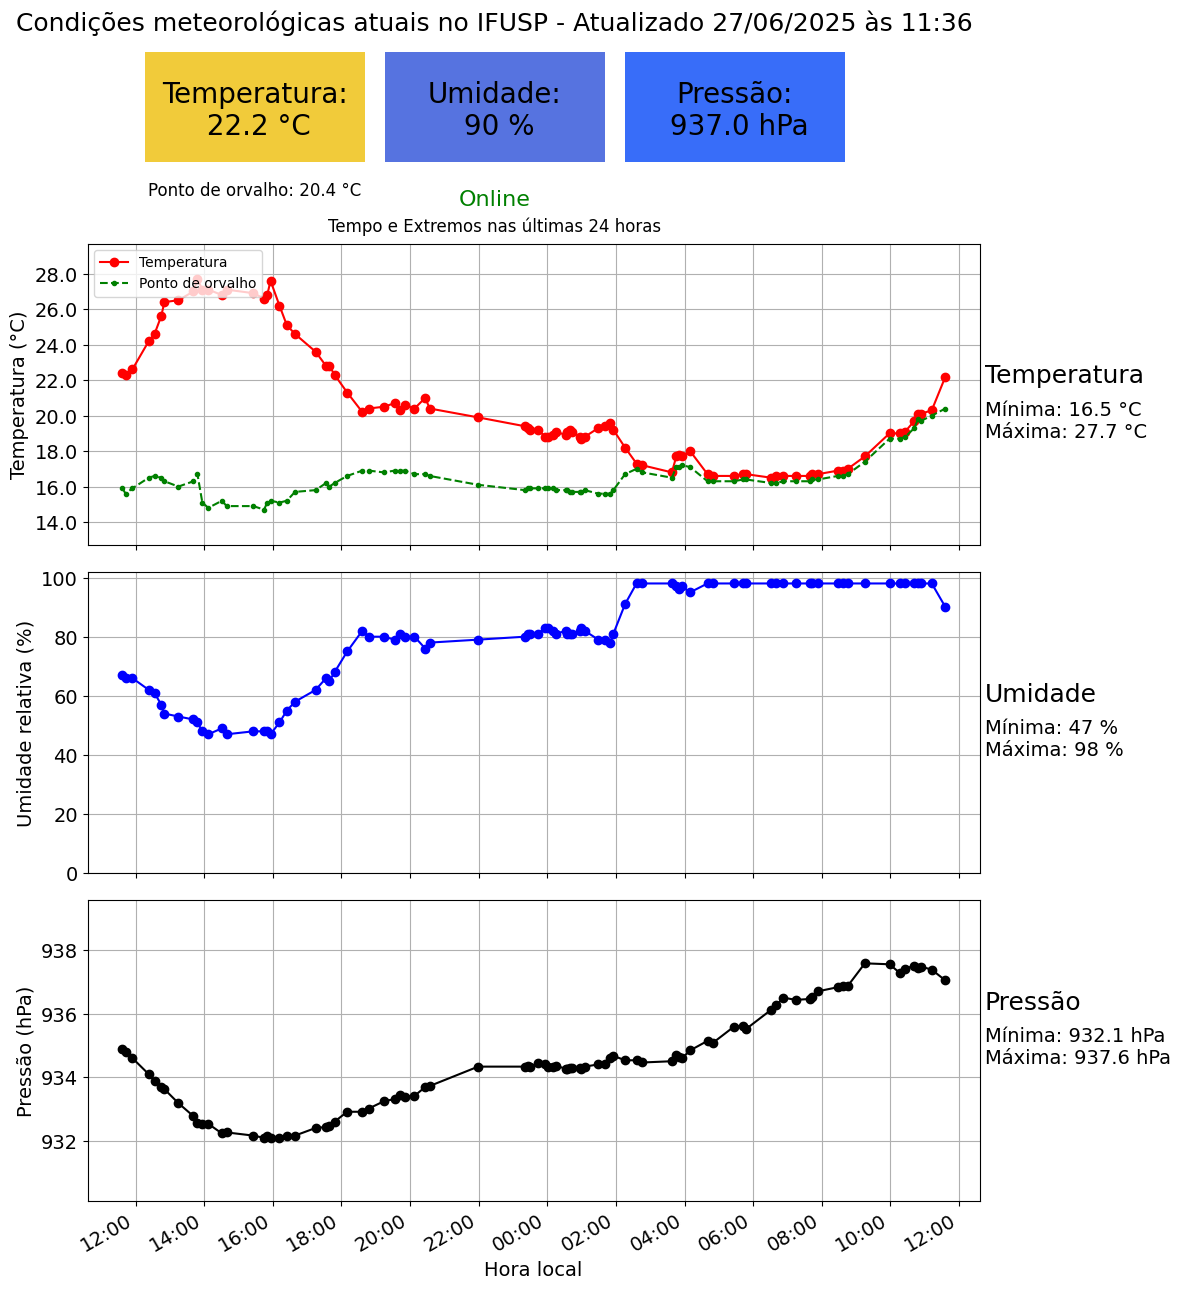 Condições meteorológicas atuais no IFUSP - Atualizado 27/06/2025 às 11:36
Temperatura:
22.2 °C
Umidade:
90 %
Pressão:
937.0 hPa
Ponto de orvalho: 20.4 °C
Online
Tempo e Extremos nas últimas 24 horas
Temperatura
Ponto de orvalho
Temperatura (°C)
28.0
26.0
24.0
22.0
20.0
18.0
16.0
14.0
Temperatura
Mínima: 16.5 °C
Máxima: 27.7 °C
Umidade relativa (%)
100
80
60
40
20
0
Umidade
Mínima: 47 %
Máxima: 98 %
Pressão (hPa)
938
936
934
932
Pressão
Mínima: 932.1 hPa
Máxima: 937.6 hPa
12:00 14:00 16:00 18:00 20:00 22:00 00:00 02:00 04:00 06:00 08:00 10:00 12:00
Hora local